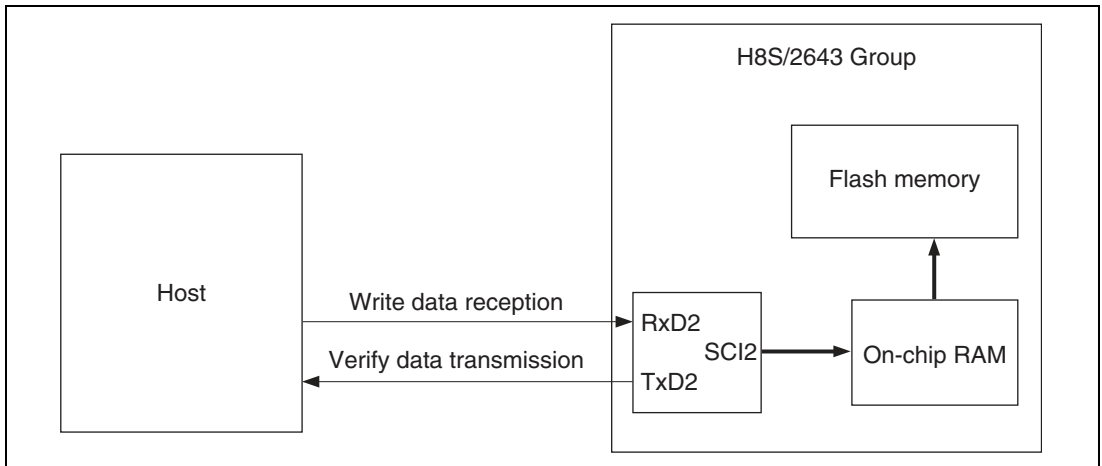 H8S/2643 Group
Flash memory
Host
Write data reception
RxD2
SCI2
On-chip RAM
Verify data transmission
TxD2